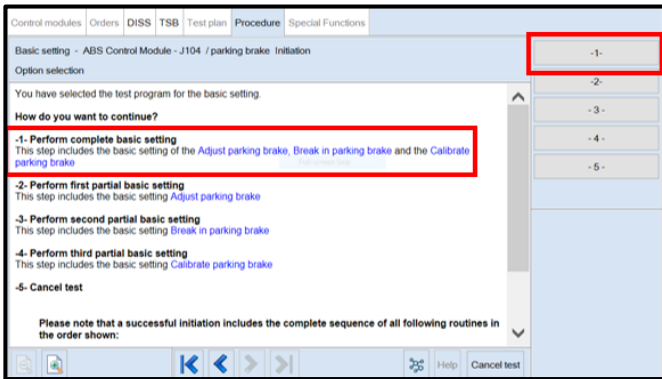 Control modules Orders DISS TSB Test plan Procedure Special Functions
Basic setting - ABS Control Module - J104 / parking brake Initiation
Option selection
You have selected the test program for the basic setting.
How do you want to continue?
-1- Perform complete basic setting
This step includes the basic setting of the Adjust parking brake, Break in parking brake and the Calibrate
parking brake
-2- Perform first partial basic setting
This step includes the basic setting Adjust parking brake
-3- Perform second partial basic setting
This step includes the basic setting Break in parking brake
-4- Perform third partial basic setting
This step includes the basic setting Calibrate parking brake
-5- Cancel test
Please note that a successful initiation includes the complete sequence of all following routines in
the order shown:
-1-
-2-
- 3 -
- 4 -
- 5 -
Help Cancel test